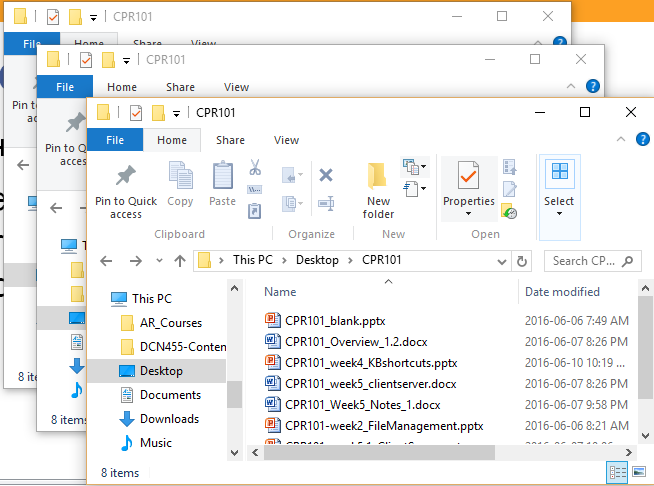 CPR101
File Home Share View
Pin to Quick
access
8 items
CPR101
File Home Share View
Pin to Quick
access
8 items
CPR101
File Home Share View
Pin to Quick
access
Copy
Paste
New
folder
Properties
Select
Clipboard Organize New Open
This PC Desktop CPR101
Search CP...
This PC
AR_Courses
DCN455-Conten
Desktop
Documents
Downloads
Music
Name Date modified
CPR101_blank.pptx 2016-06-06 7:49 AM
CPR101_Overview_1.2.docx 2016-06-07 8:26 PM
CPR101_week4_KBshortcuts.pptx 2016-06-10 10:19 ...
CPR101_week5_clientserver.docx 2016-06-07 8:26 PM
CPR101_Week5_Notes_1.docx 2016-06-07 9:58 PM
CPR101-week2_FileManagement.pptx 2016-06-06 8:21 AM
8 items